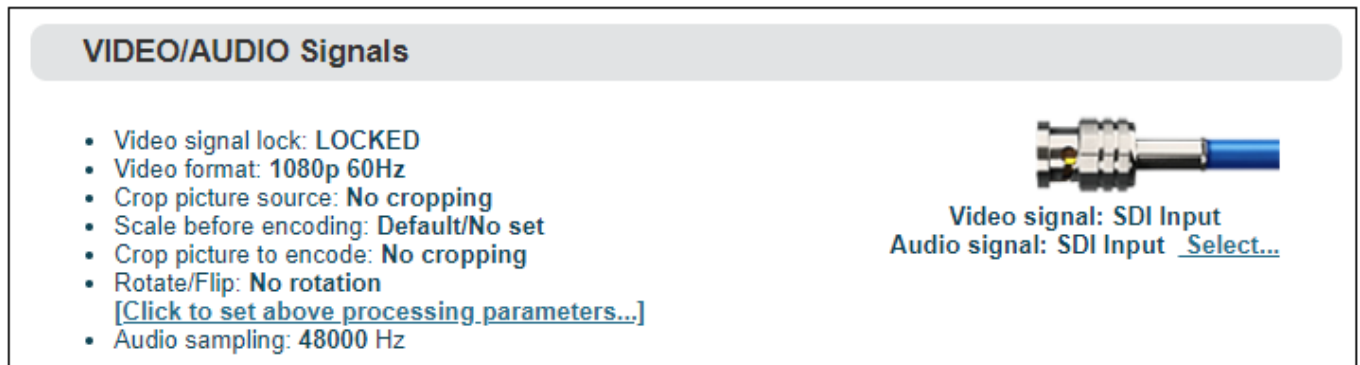 VIDEO/AUDIO Signals
• Video signal lock: LOCKED
• Video format: 1080p 60Hz
• Crop picture source: No cropping
• Scale before encoding: Default/No set
• Crop picture to encode: No cropping
• Rotate/Flip: No rotation
[Click to set above processing parameters...]
• Audio sampling: 48000 Hz
Video signal: SDI Input
Audio signal: SDI Input Select...